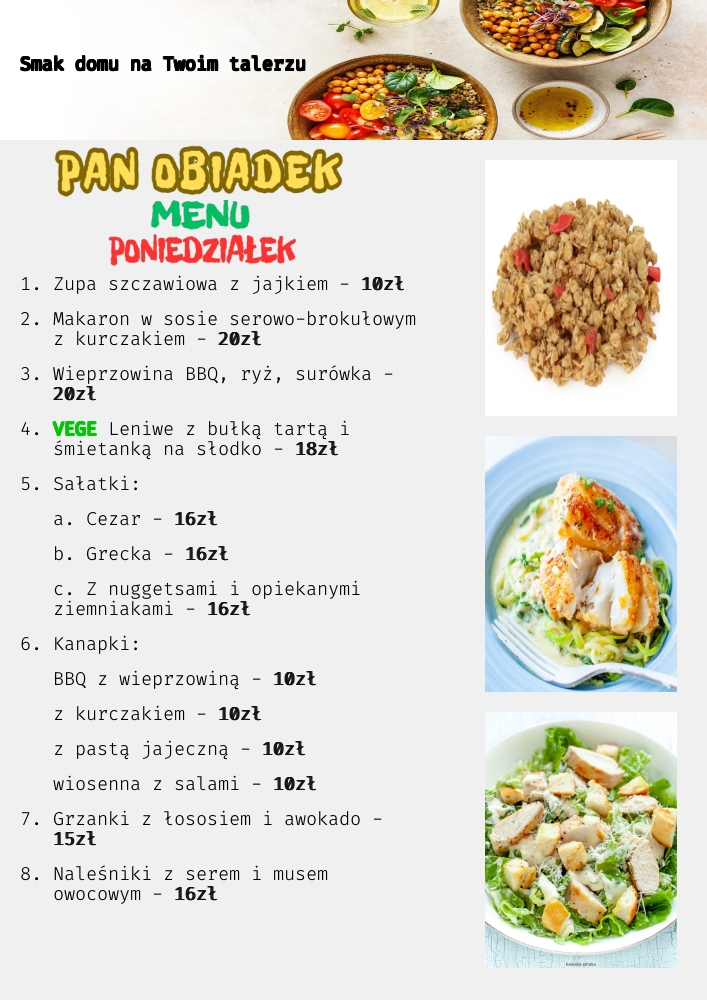 Smak domu na Twoim talerzu
PAN OBIADEK
MENU
PONIEDZIAŁEK
1. Zupa szczawiowa z jajkiem - 10zł
2. Makaron w sosie serowo-brokułowym
z kurczakiem - 20zł
3. Wieprzowina BBQ, ryż, surówka -
20zł
4. VEGE Leniwe z bułką tartą i
śmietanką na słodko - 18zł
5. Sałatki:
a. Cezar - 16zł
b. Grecka - 16zł
c. Z nuggetsami i opiekanymi
ziemniakami - 16zł
6. Kanapki:
BBQ z wieprzowiną - 10zł
z kurczakiem - 10zł
z pastą jajeczną - 10zł
wiosenna z salami - 10zł
7. Grzanki z łososiem i awokado -
15zł
8. Naleśniki z serem i musem
owocowym - 16zł